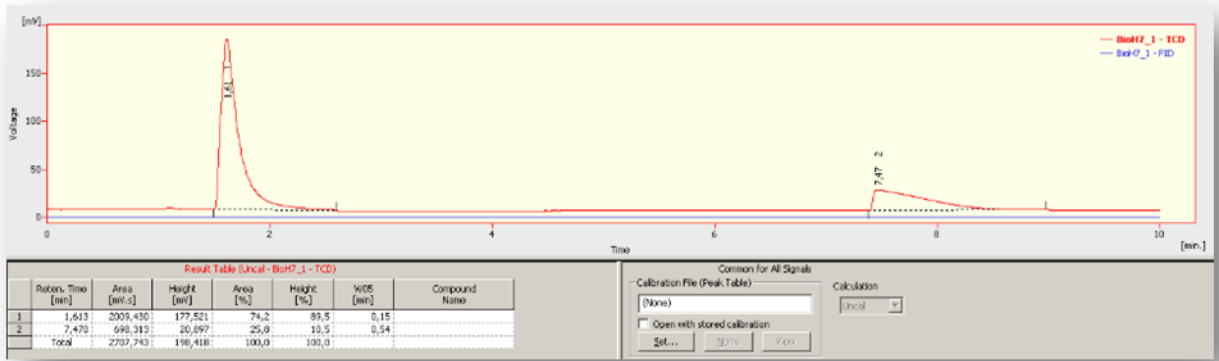 [mV]
BioH7_1 - TCD
BioH7_1 - FID
150
100
50
0
Voltage
1,61 1
7,47 2
0 2 4 6 8 10
Time
[min.]
Result Table (Uncal - BioH7_1 - TCD)
Reten. Time [min] Area [mV.s] Height [mV] Area [%] Height [%] W05 [min] Compound Name
1 1,613 2009,430 177,521 74,2 89,5 0,15
2 7,470 698,313 20,897 25,8 10,5 0,54
Total 2707,743 198,418 100,0 100,0
Common for All Signals
Calibration File (Peak Table)
(None)
Open with stored calibration
Set... None View
Calculation
Uncal